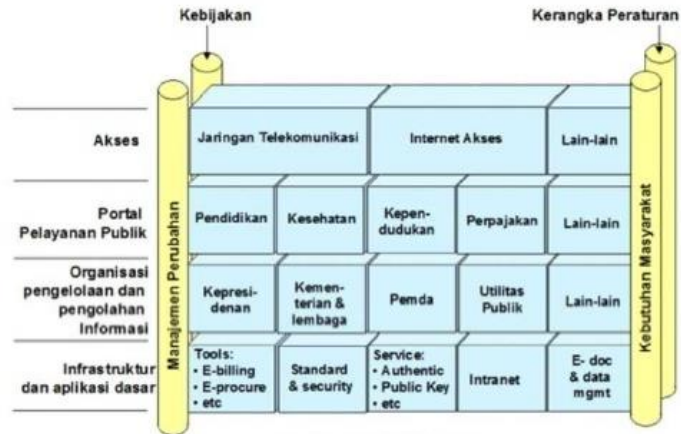 Kebijakan
Kerangka Peraturan
Akses
Jaringan Telekomunikasi
Internet Akses
Lain-lain
Portal
Pelayanan Publik
Pendidikan
Kesehatan
Kepen-
dudukan
Perpajakan
Lain-lain
Organisasi
pengelolaan dan
pengolahan
Informasi
Kepresi-
denan
Kemen-
terian &
lembaga
Pemda
Utilitas
Publik
Lain-lain
Infrastruktur
dan aplikasi dasar
Tools:
• E-billing
• E-procure
• etc
Standard
& security
Service:
• Authentic
• Public Key
• etc
Intranet
E- doc
& data
mgmt
Manajemen Perubahan
Kebutuhan Masyarakat